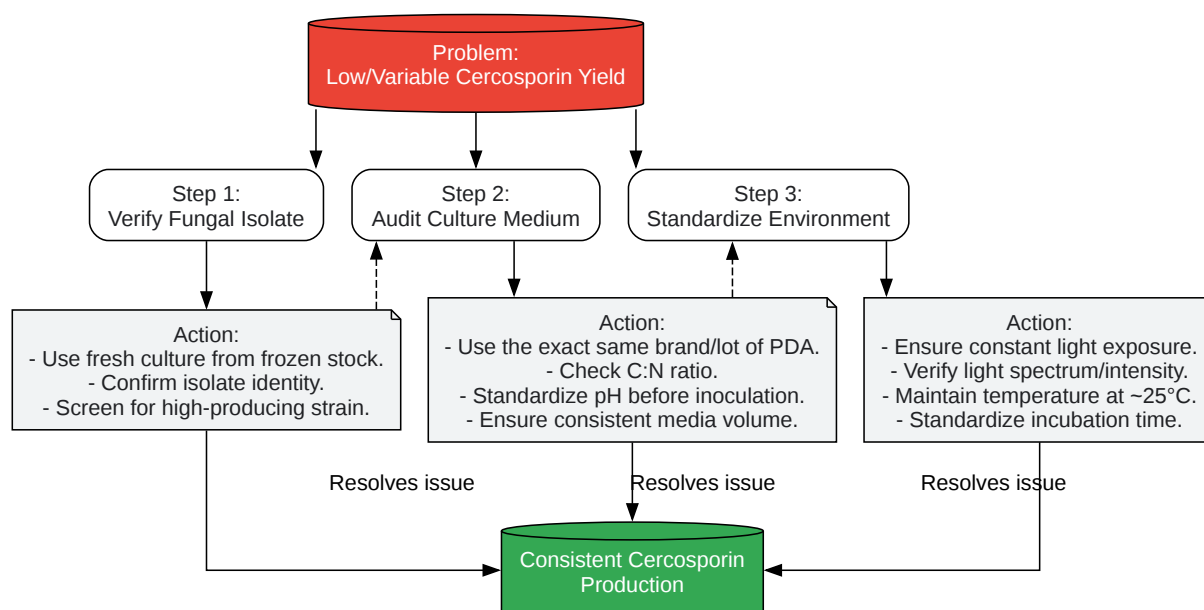 Problem:
Low/Variable Cercosporin Yield
Step 1:
Verify Fungal Isolate
Step 2:
Audit Culture Medium
Step 3:
Standardize Environment
Action:
- Use fresh culture from frozen stock.
- Confirm isolate identity.
- Screen for high-producing strain.
Action:
- Use the exact same brand/lot of PDA.
- Check C:N ratio.
- Standardize pH before inoculation.
- Ensure consistent media volume.
Action:
- Ensure constant light exposure.
- Verify light spectrum/intensity.
- Maintain temperature at ~25°C.
- Standardize incubation time.
Resolves issue
Resolves issue
Resolves issue
Consistent Cercosporin
Production